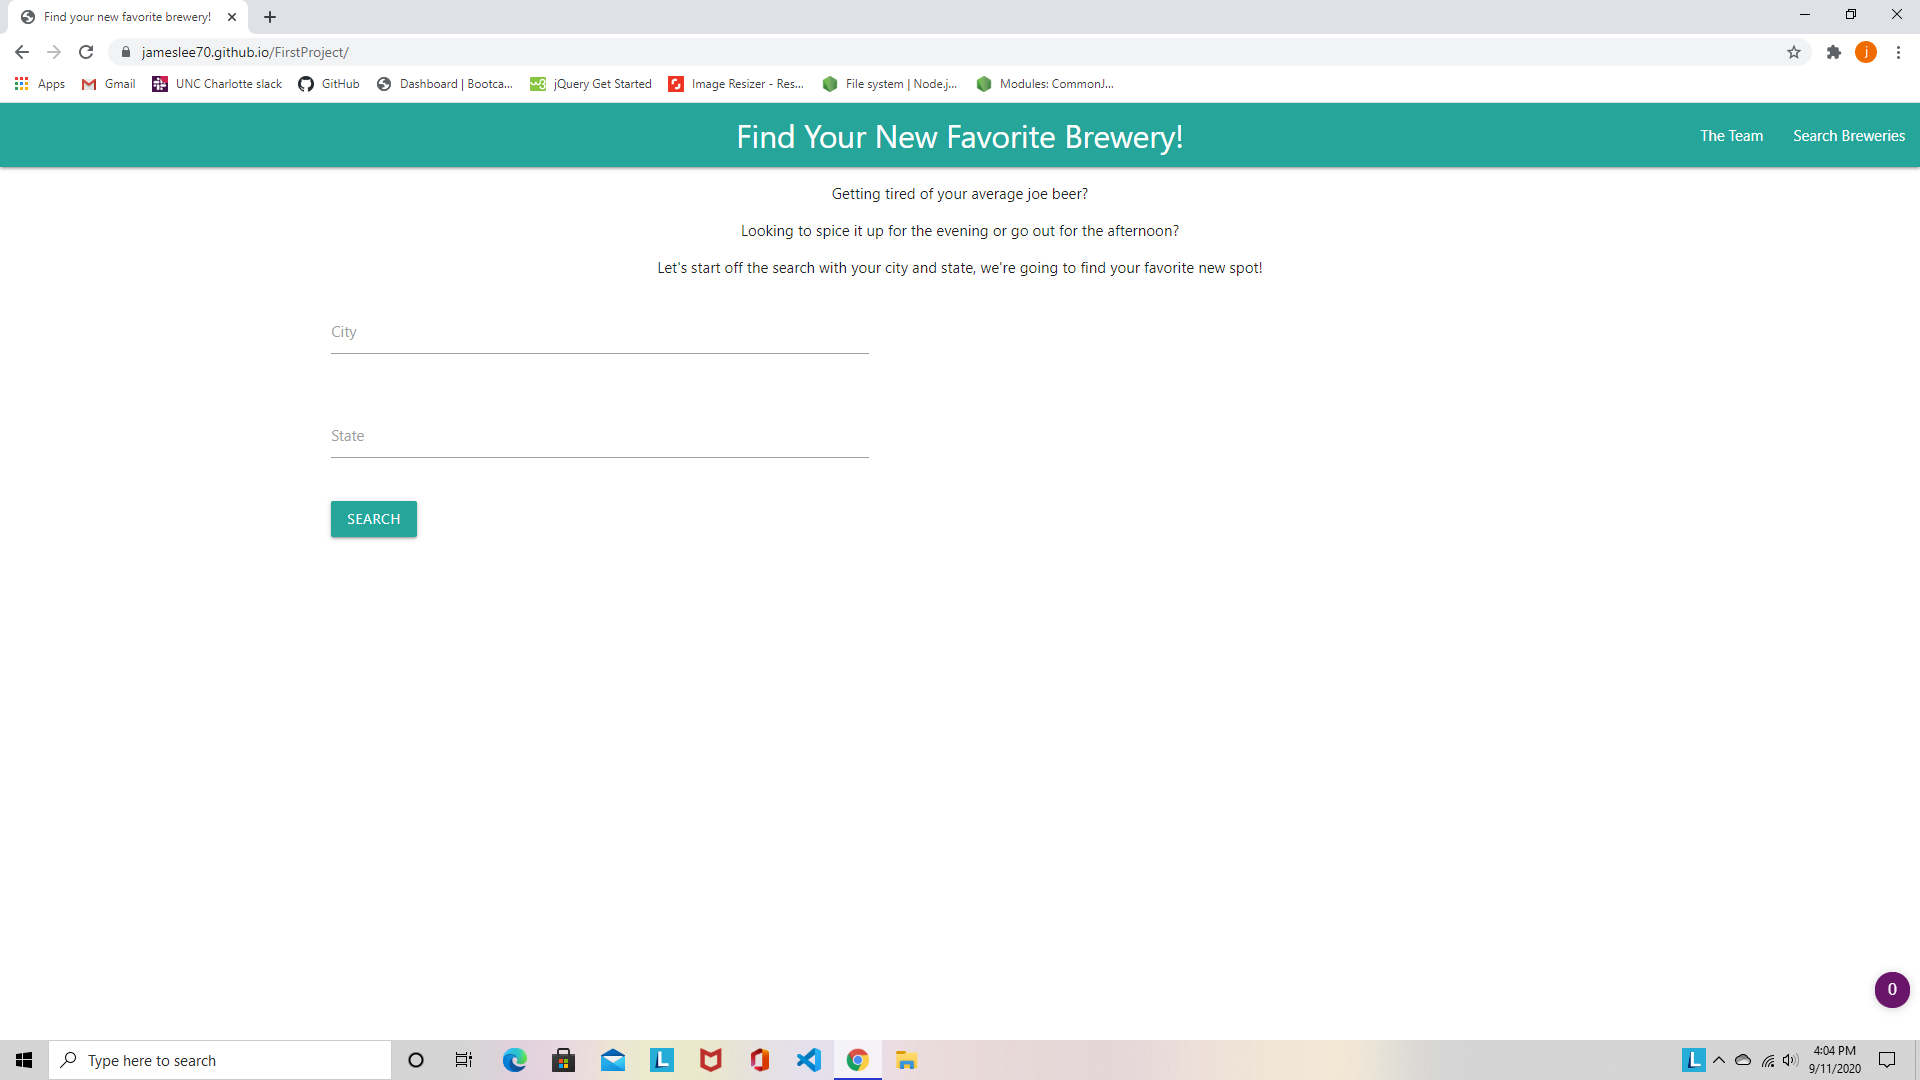 Find your new favorite brewery!
jameslee70.github.io/FirstProject/
j
Apps
Gmail
UNC Charlotte slack
GitHub
Dashboard | Bootca...
jQuery Get Started
Image Resizer - Res...
File system | Node.j...
Modules: CommonJ...
Find Your New Favorite Brewery!
The Team
Search Breweries
Getting tired of your average joe beer?
Looking to spice it up for the evening or go out for the afternoon?
Let's start off the search with your city and state, we're going to find your favorite new spot!
City
State
SEARCH
0
Type here to search
L
L
4:04 PM
9/11/2020